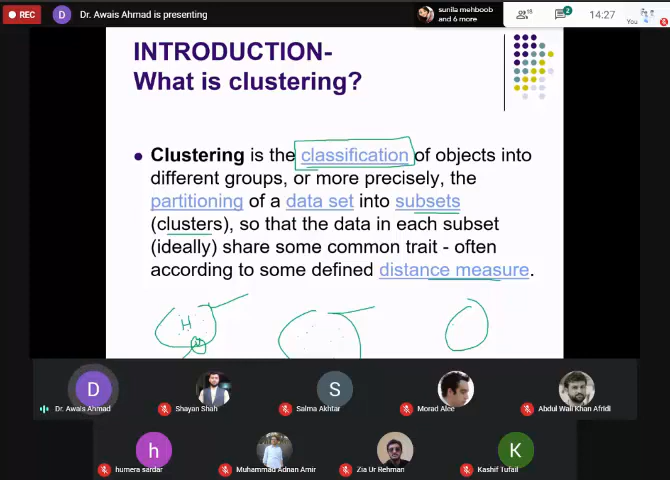 REC
D
Dr. Awais Ahmad is presenting
sunila mehboob
and 6 more
18
2
14:27
You
INTRODUCTION-
What is clustering?
Clustering is the classification of objects into
different groups, or more precisely, the
partitioning of a data set into subsets
(clusters), so that the data in each subset
(ideally) share some common trait - often
according to some defined distance measure.
H
D
S
Dr. Awais Ahmad
Shayan Shah
Salma Akhtar
Morad Alee
Abdul Wali Khan Afridi
h
K
humera sardar
Muhammad Adnan Amir
Zia Ur Rehman
Kashif Tufail